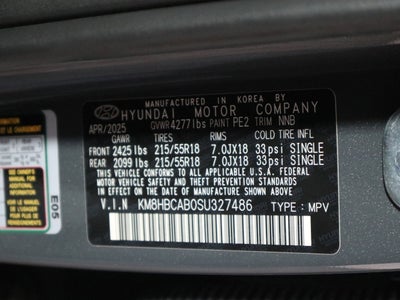 MANUFACTURED IN KOREA BY
HYUNDAI MOTOR COMPANY
APR/2025 GVWR 4277lbs PAINT PE2 TRIM NNB
GAWR TIRES RIMS COLD TIRE INFL
FRONT 2425 lbs 215/55R18 7.0JX18 33psi SINGLE
REAR 2099 lbs 215/55R18 7.0JX18 33psi SINGLE
THIS VEHICLE CONFORMS TO ALL APPLICABLE U.S.A. FEDERAL
MOTOR VEHICLE SAFETY, BUMPER, AND THEFT PREVENTION
STANDARDS IN EFFECT ON THE DATE OF MANUFACTURE SHOWN ABOVE.
V.I.N KM8HBCAB0SU327486 TYPE: MPV
E05